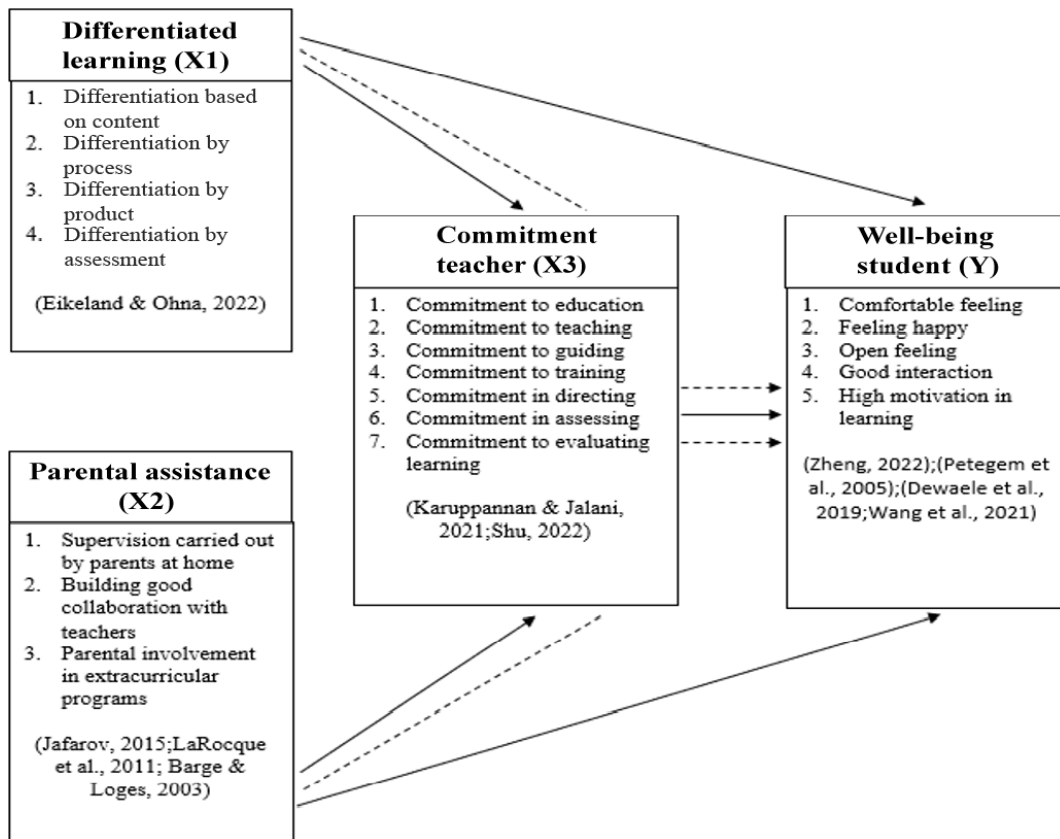 Differentiated
learning (X1)
1. Differentiation based
on content
2. Differentiation by
process
3. Differentiation by
product
4. Differentiation by
assessment
(Eikeland & Ohna, 2022)
Parental assistance
(X2)
1. Supervision carried out
by parents at home
2. Building good
collaboration with
teachers
3. Parental involvement
in extracurricular
programs
(Jafarov, 2015;LaRocque
et al., 2011; Barge &
Loges, 2003)
Commitment
teacher (X3)
1. Commitment to education
2. Commitment to teaching
3. Commitment to guiding
4. Commitment to training
5. Commitment in directing
6. Commitment in assessing
7. Commitment to evaluating
learning
(Karuppannan & Jalani,
2021;Shu, 2022)
Well-being
student (Y)
1. Comfortable feeling
2. Feeling happy
3. Open feeling
4. Good interaction
5. High motivation in
learning
(Zheng, 2022);(Petegem et
al., 2005);(Dewaele et al.,
2019;Wang et al., 2021)